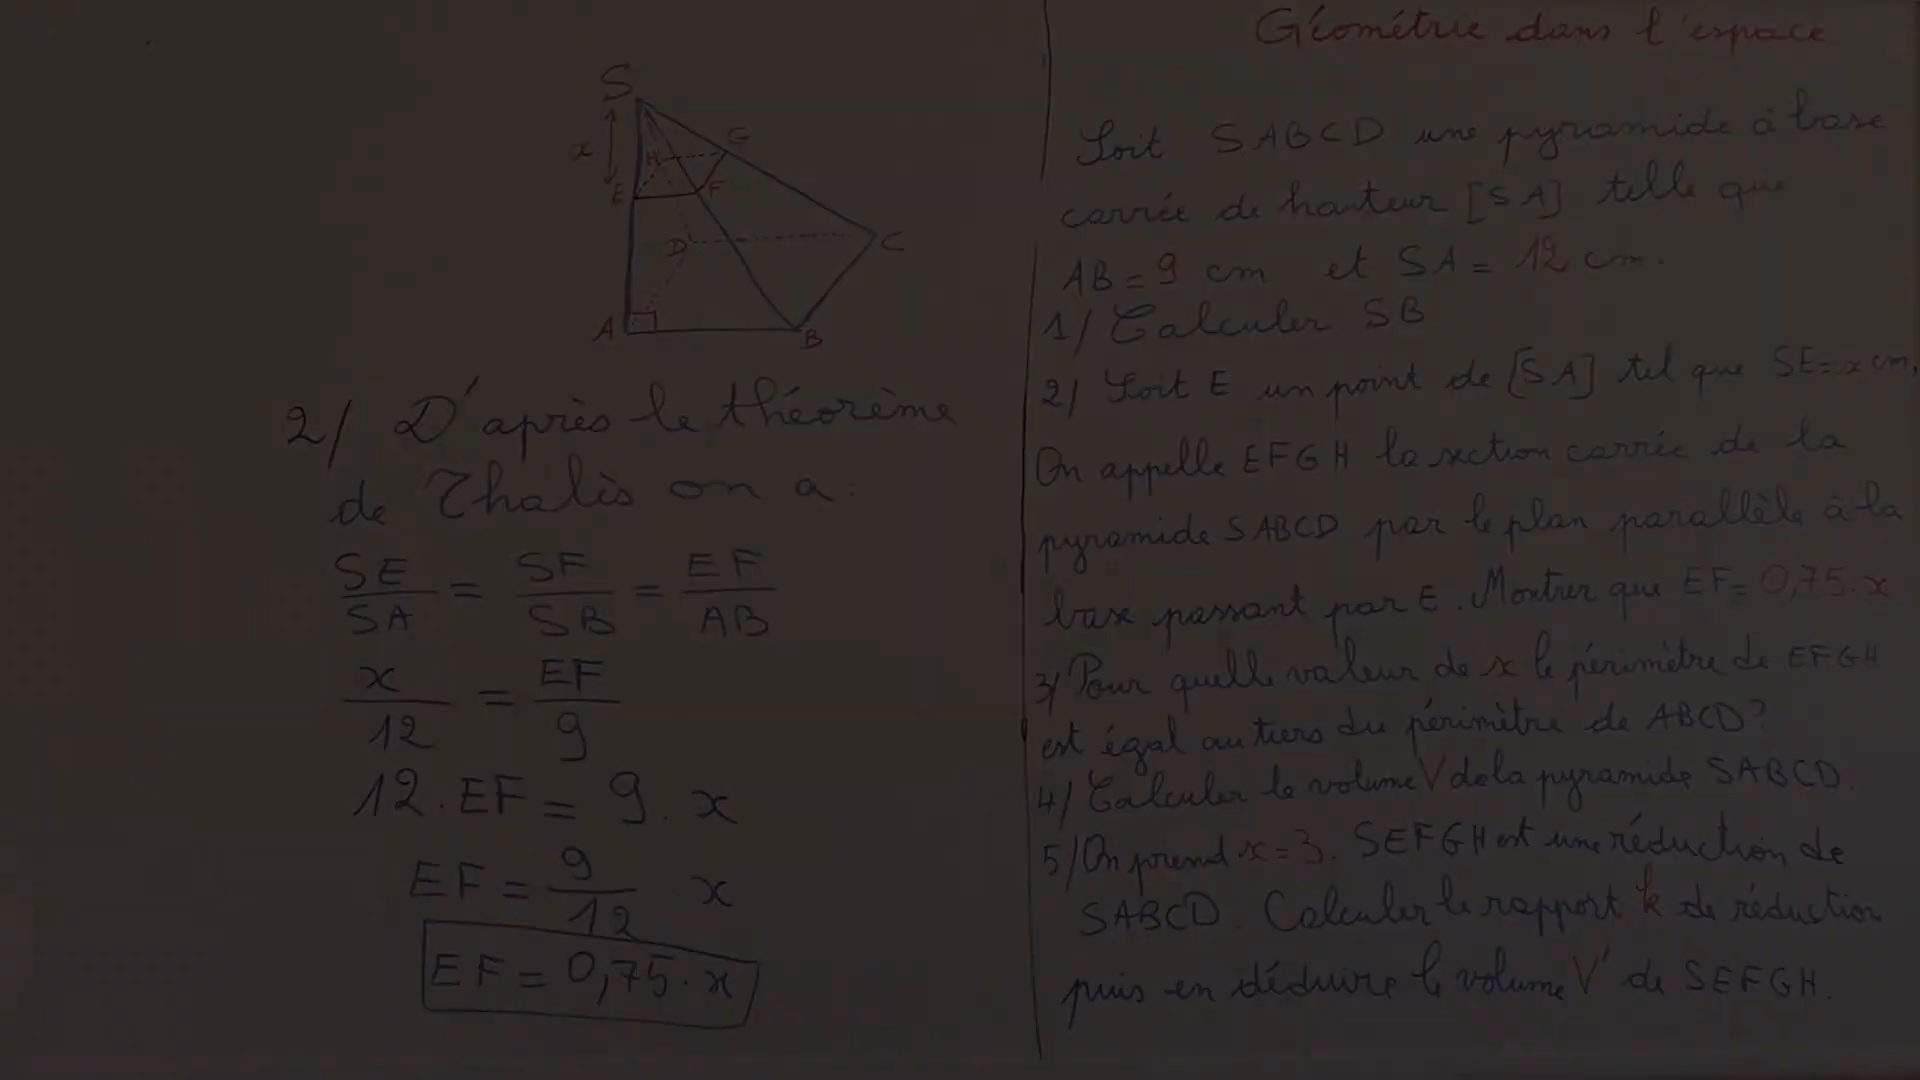 S
x
H
G
E
F
D
C
A
B
2/ D'après le théorème
de Thalès on a :
SE/SA = SF/SB = EF/AB
x/12 = EF/9
12 . EF = 9 . x
EF = 9/12 x
EF = 0,75 . x
Géométrie dans l'espace
Soit SABCD une pyramide à base
carrée de hauteur [SA] telle que
AB = 9 cm et SA = 12 cm.
1/ Calculer SB
2/ Soit E un point de [SA] tel que SE = x cm,
On appelle EFGH la section carrée de la
pyramide SABCD par le plan parallèle à la
base passant par E. Montrer que EF = 0,75. x
3/ Pour quelle valeur de x le périmètre de EFGH
est égal au tiers du périmètre de ABCD ?
4/ Calculer le volume V de la pyramide SABCD.
5/ On prend x = 3. SEFGH est une réduction de
SABCD. Calculer le rapport k de réduction
puis en déduire le volume V' de SEFGH.